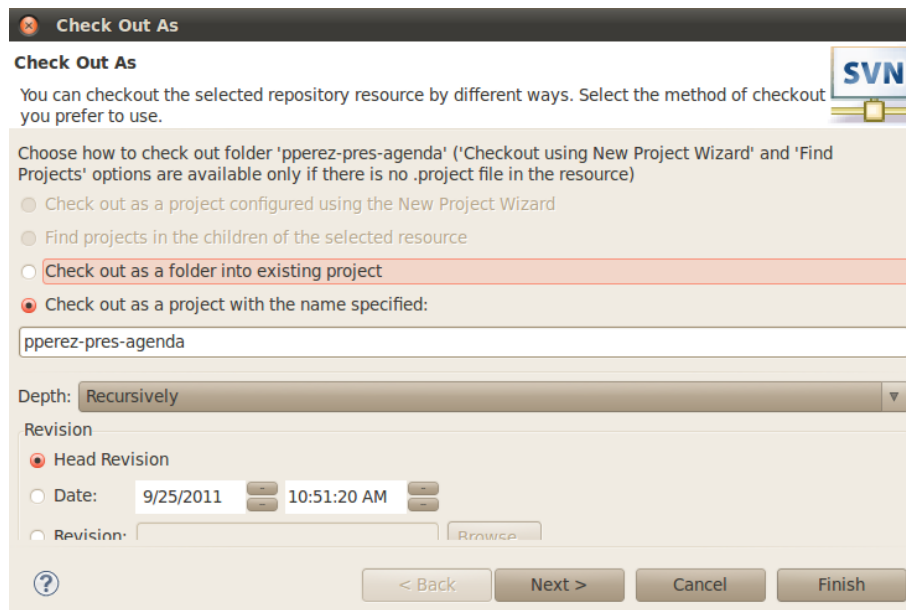 Check Out As
Check Out As
SVN
You can checkout the selected repository resource by different ways. Select the method of checkout
you prefer to use.
Choose how to check out folder 'pperez-pres-agenda' ('Checkout using New Project Wizard' and 'Find
Projects' options are available only if there is no .project file in the resource)
Check out as a project configured using the New Project Wizard
Find projects in the children of the selected resource
Check out as a folder into existing project
Check out as a project with the name specified:
pperez-pres-agenda
Depth: Recursively
Revision
Head Revision
Date: 9/25/2011 10:51:20 AM
Revision: Browse...
< Back Next > Cancel Finish